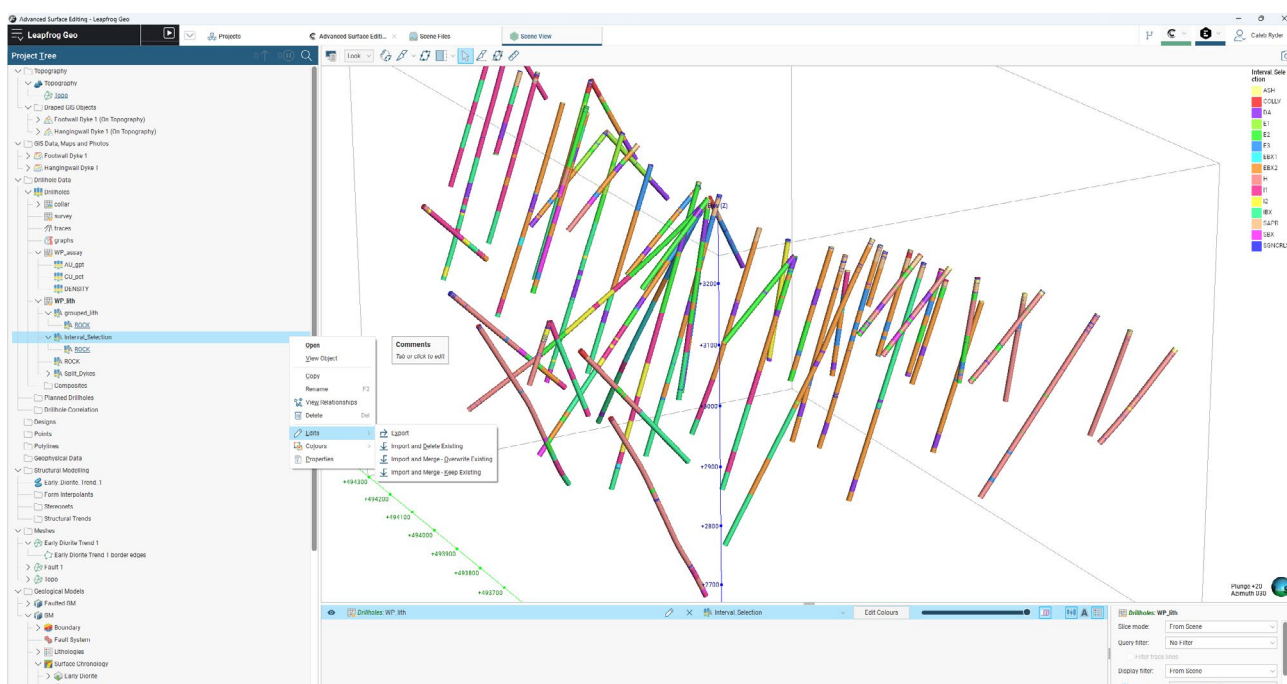 Advanced Surface Editing - Leapfrog Geo
Leapfrog Geo
Projects
Advanced Surface Editi...
Scene Files
Scene View
Caleb Ryder
Project Tree
Look
Topography
Topography
Topo
Draped GIS Objects
Footwall Dyke 1 (On Topography)
Hangingwall Dyke 1 (On Topography)
GIS Data, Maps and Photos
Footwall Dyke 1
Hangingwall Dyke 1
Drillhole Data
Drillholes
collar
survey
traces
graphs
WP_assay
AU_gpt
CU_pct
DENSITY
WP_lith
grouped_lith
ROCK
Interval_Selection
ROCK
ROCK
Split_Dykes
Composites
Planned Drillholes
Drillhole Correlation
Designs
Points
Polylines
Geophysical Data
Structural Modelling
Early_Diorite_Trend_1
Form Interpolants
Stereonets
Structural Trends
Meshes
Early Diorite Trend 1
Early Diorite Trend 1 border edges
Fault 1
Topo
Geological Models
Faulted GM
GM
Boundary
Fault System
Lithologies
Surface Chronology
Early Diorite
Open
View Object
Copy
Rename F2
View Relationships
Delete Del
Edits
Colours
Properties
Comments
Tab or click to edit
Export
Import and Delete Existing
Import and Merge - Overwrite Existing
Import and Merge - Keep Existing
Elev (Z)
+3200
+3100
+3000
+2900
+2800
+2700
+494300
+494200
+494100
+494000
+493900
+493800
+493700
Interval_Sele
ction
ASH
COLLV
DA
E1
E2
E3
EBX1
EBX2
H
I1
I2
IBX
SAPR
SBX
SGNCRL
Plunge +20
Azimuth 030
Drillholes: WP_lith
Interval_Selection
Edit Colours
Drillholes: WP_lith
Slice mode: From Scene
Query filter: No Filter
Filter trace lines
Display filter: From Scene